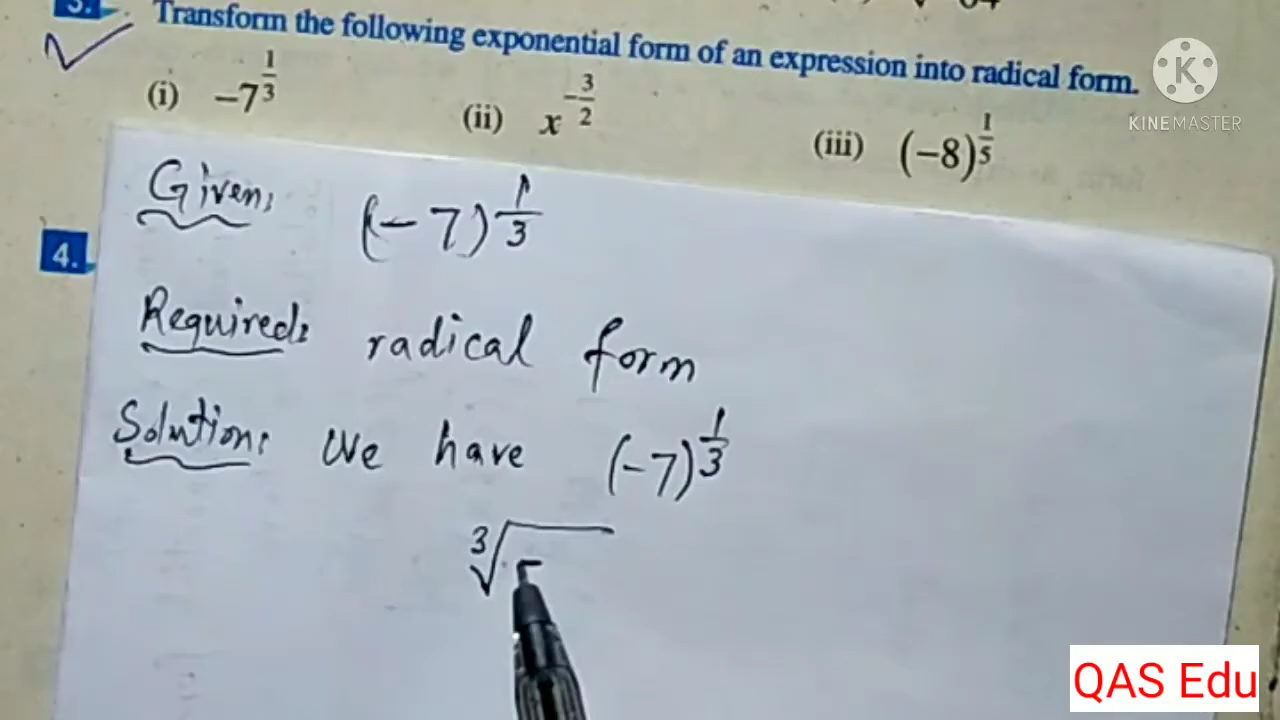 3. Transform the following exponential form of an expression into radical form.
(i) −7^(1/3) (ii) x^(−3/2) (iii) (−8)^(1/5)
K
KINEMASTER
Given, (−7)^(1/3)
4.
Required: radical form
Solution: We have (−7)^(1/3)
3√−
QAS Edu